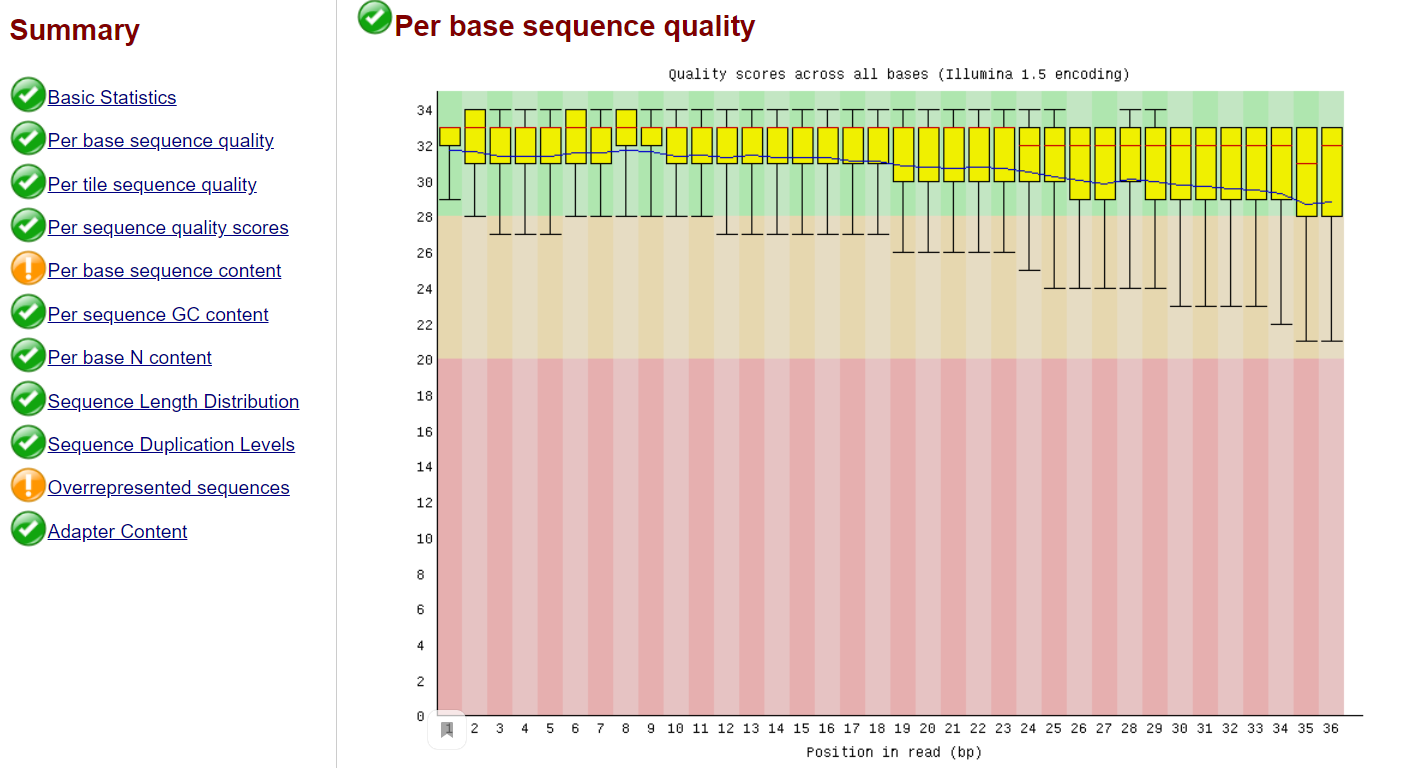 Summary
Basic Statistics
Per base sequence quality
Per tile sequence quality
Per sequence quality scores
Per base sequence content
Per sequence GC content
Per base N content
Sequence Length Distribution
Sequence Duplication Levels
Overrepresented sequences
Adapter Content
Per base sequence quality
Quality scores across all bases (Illumina 1.5 encoding)
34
32
30
28
26
24
22
20
18
16
14
12
10
8
6
4
2
0
1 2 3 4 5 6 7 8 9 10 11 12 13 14 15 16 17 18 19 20 21 22 23 24 25 26 27 28 29 30 31 32 33 34 35 36
Position in read (bp)